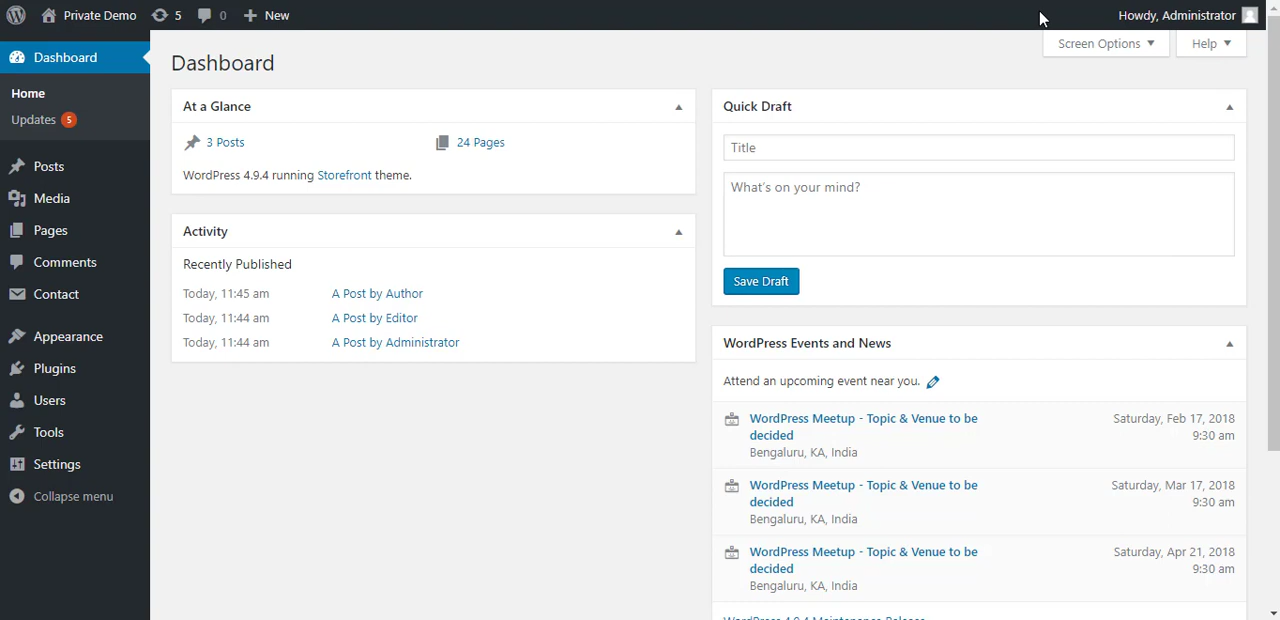 Private Demo 5 0 New Howdy, Administrator
Screen Options Help
Dashboard
Home
Updates 5
Posts
Media
Pages
Comments
Contact
Appearance
Plugins
Users
Tools
Settings
Collapse menu
Dashboard
At a Glance
3 Posts 24 Pages
WordPress 4.9.4 running Storefront theme.
Activity
Recently Published
Today, 11:45 am A Post by Author
Today, 11:44 am A Post by Editor
Today, 11:44 am A Post by Administrator
Quick Draft
Title
What's on your mind?
Save Draft
WordPress Events and News
Attend an upcoming event near you.
WordPress Meetup - Topic & Venue to be Saturday, Feb 17, 2018
decided 9:30 am
Bengaluru, KA, India
WordPress Meetup - Topic & Venue to be Saturday, Mar 17, 2018
decided 9:30 am
Bengaluru, KA, India
WordPress Meetup - Topic & Venue to be Saturday, Apr 21, 2018
decided 9:30 am
Bengaluru, KA, India
WordPress 4.9.4 Maintenance Release